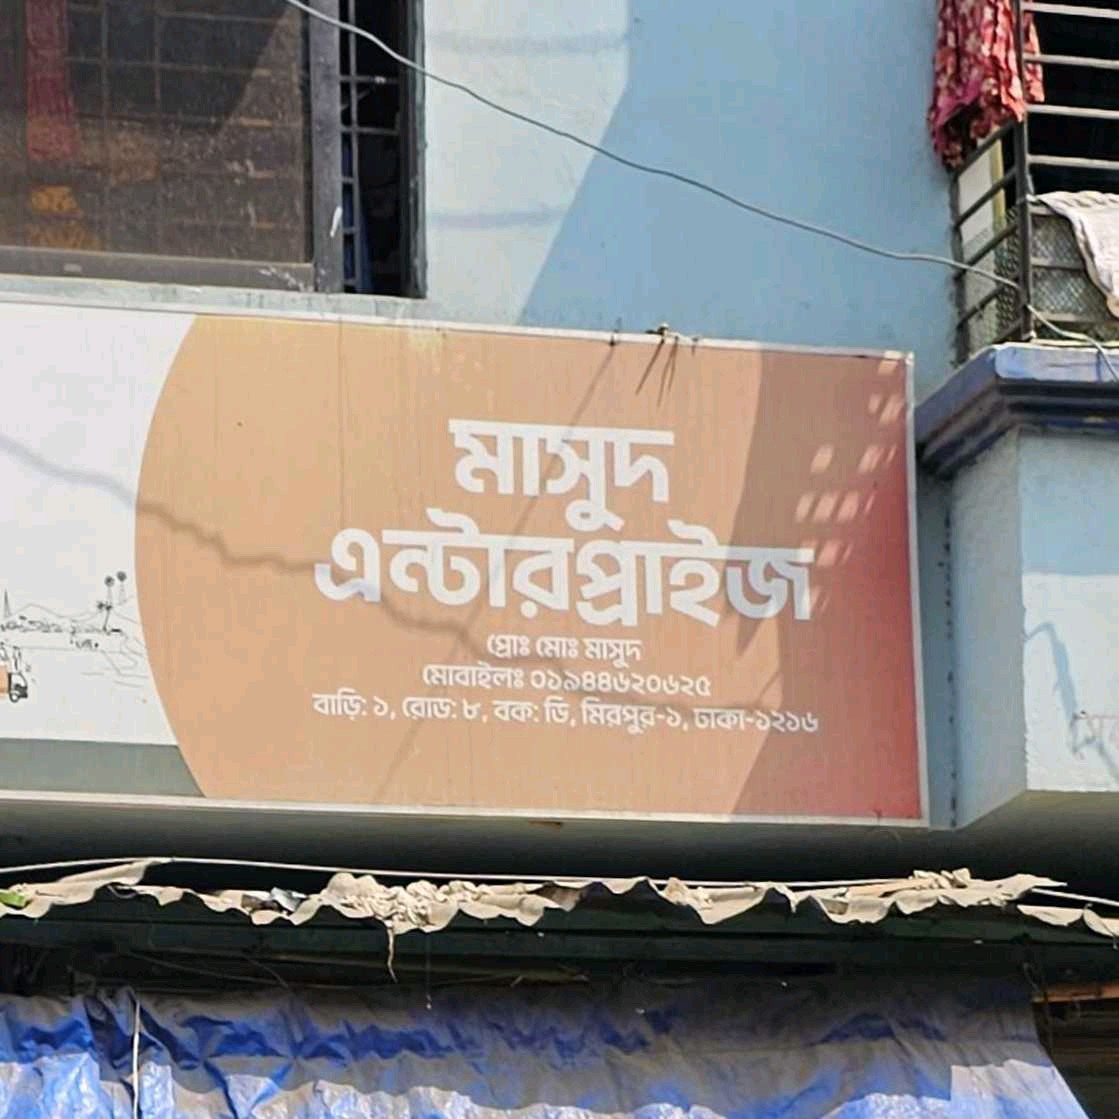 মাসুদ
এন্টারপ্রাইজ
প্রোঃ মোঃ মাসুদ
মোবাইলঃ ০১৯৪৪৬২০৬২৫
বাড়ি: ১, রোড: ৮, বক: ডি, মিরপুর-১, ঢাকা-১২১৬